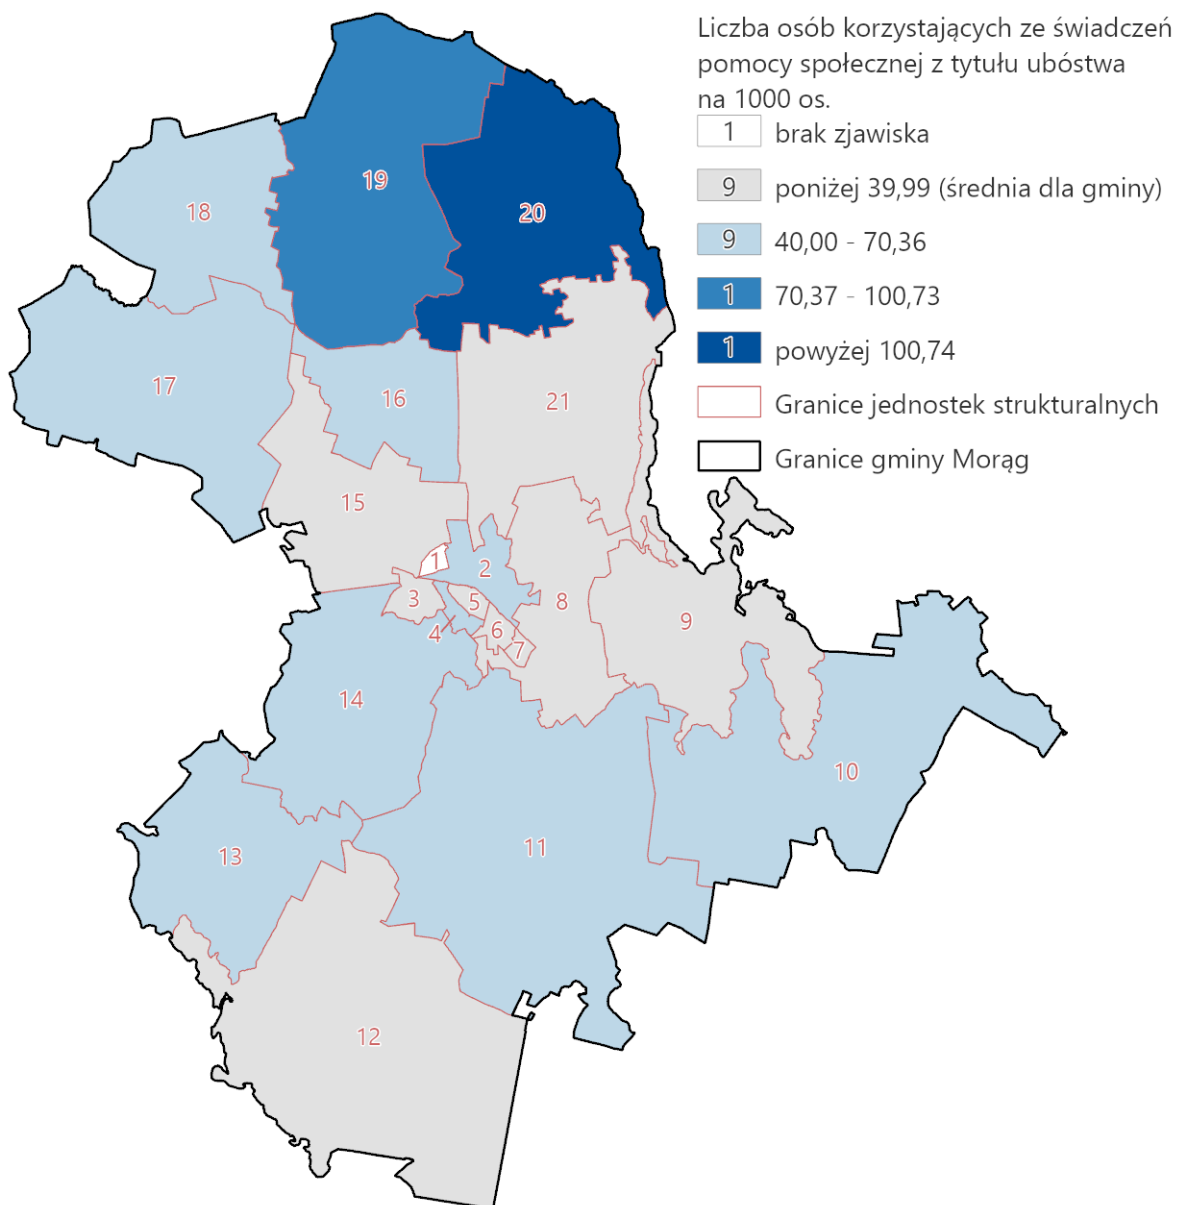 Liczba osób korzystających ze świadczeń
pomocy społecznej z tytułu ubóstwa
na 1000 os.
1 brak zjawiska
9 poniżej 39,99 (średnia dla gminy)
9 40,00 - 70,36
1 70,37 - 100,73
1 powyżej 100,74
Granice jednostek strukturalnych
Granice gminy Morąg
19
18
20
17
16
21
15
1
2
3
5
8
4
6
7
9
14
10
11
13
12